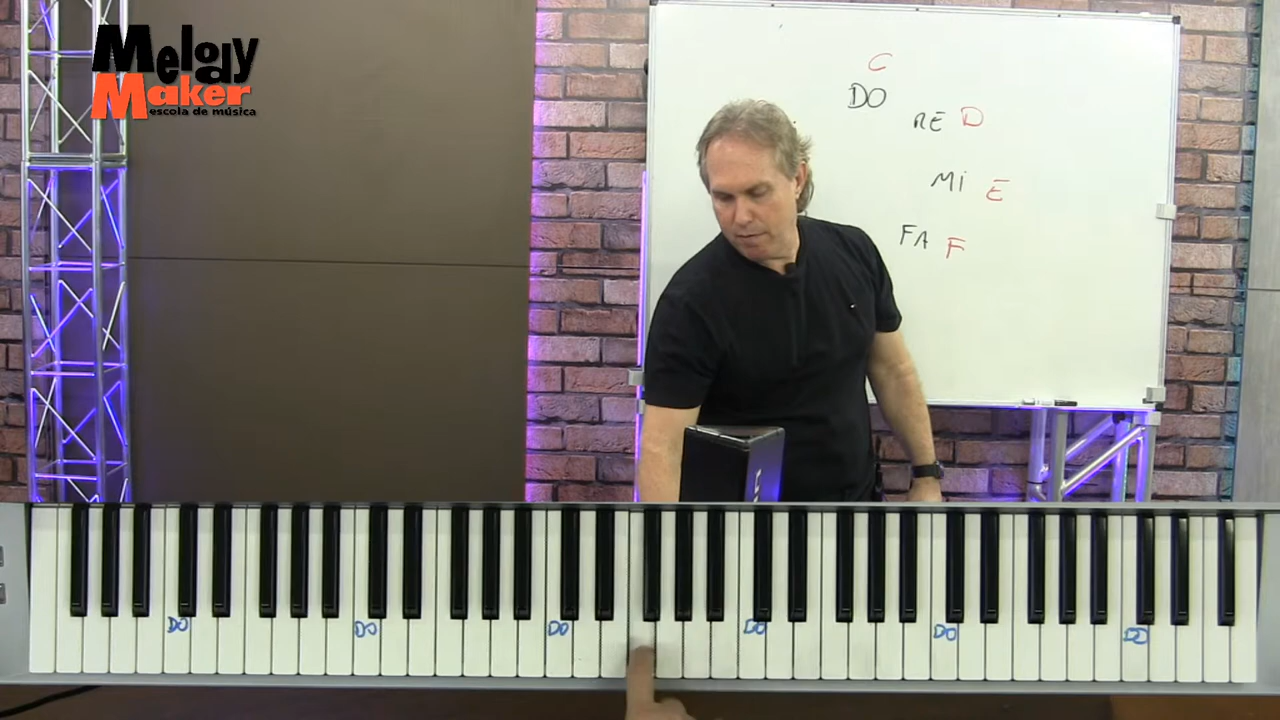 Melody
Maker
escola de música
C
DO
RE D
Mi E
FA F
DO DO DO DO DO DO